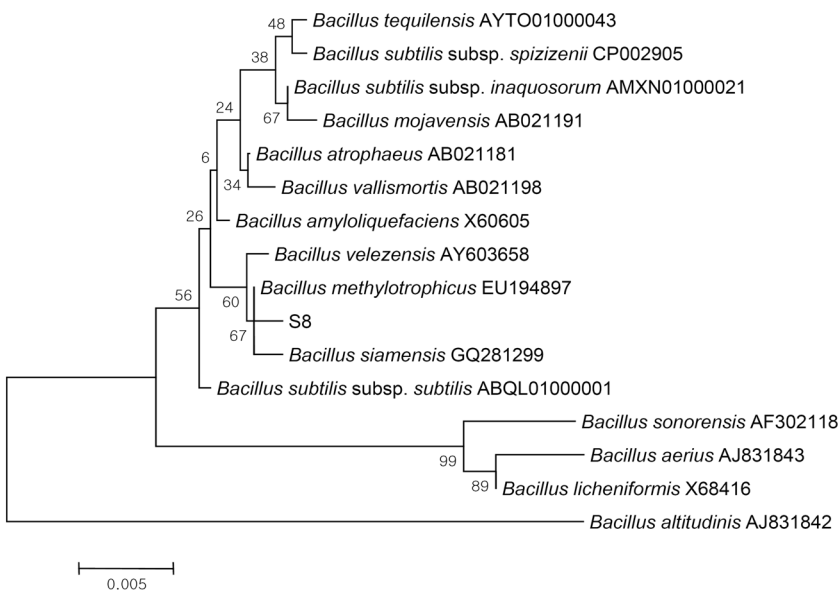 48
Bacillus tequilensis AYTO01000043
Bacillus subtilis subsp. spizizenii CP002905
38
Bacillus subtilis subsp. inaquosorum AMXN01000021
67
Bacillus mojavensis AB021191
24
Bacillus atrophaeus AB021181
6
34
Bacillus vallismortis AB021198
26
Bacillus amyloliquefaciens X60605
Bacillus velezensis AY603658
56
60
Bacillus methylotrophicus EU194897
S8
67
Bacillus siamensis GQ281299
Bacillus subtilis subsp. subtilis ABQL01000001
Bacillus sonorensis AF302118
99
Bacillus aerius AJ831843
89
Bacillus licheniformis X68416
Bacillus altitudinis AJ831842
0.005